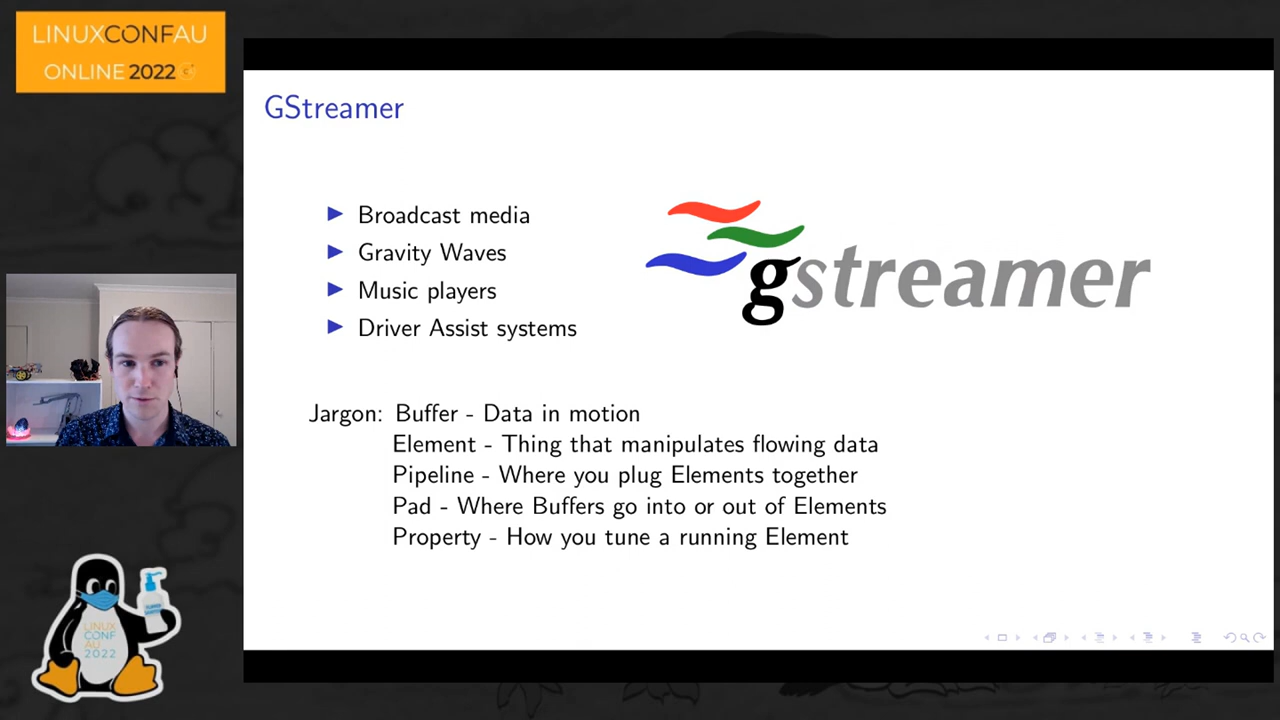 LINUXCONFAU
ONLINE 2022
GStreamer
Broadcast media
Gravity Waves
Music players
Driver Assist systems
gstreamer
Jargon: Buffer - Data in motion
Element - Thing that manipulates flowing data
Pipeline - Where you plug Elements together
Pad - Where Buffers go into or out of Elements
Property - How you tune a running Element
LINUX
CONF
AU
2022